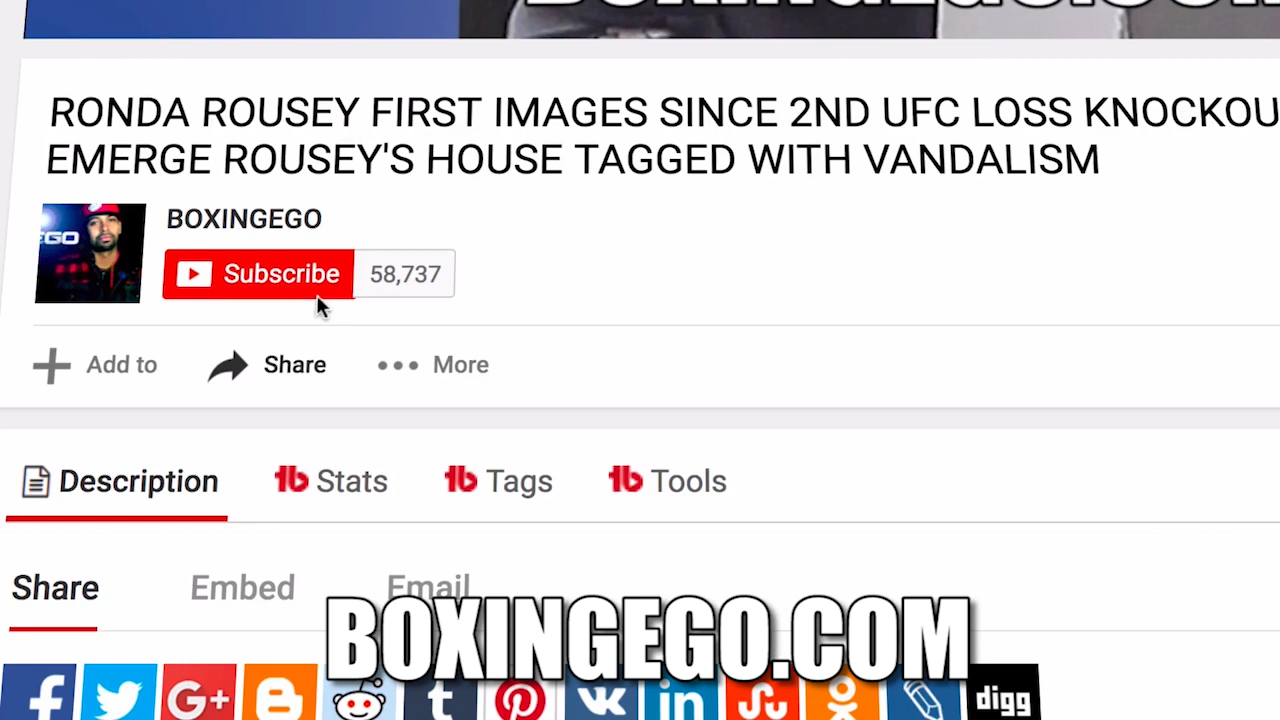 RONDA ROUSEY FIRST IMAGES SINCE 2ND UFC LOSS KNOCKOU
EMERGE ROUSEY'S HOUSE TAGGED WITH VANDALISM
EGO
BOXINGEGO
Subscribe 58,737
Add to Share More
Description Stats Tags Tools
Share Embed Email
BOXINGEGO.COM
digg